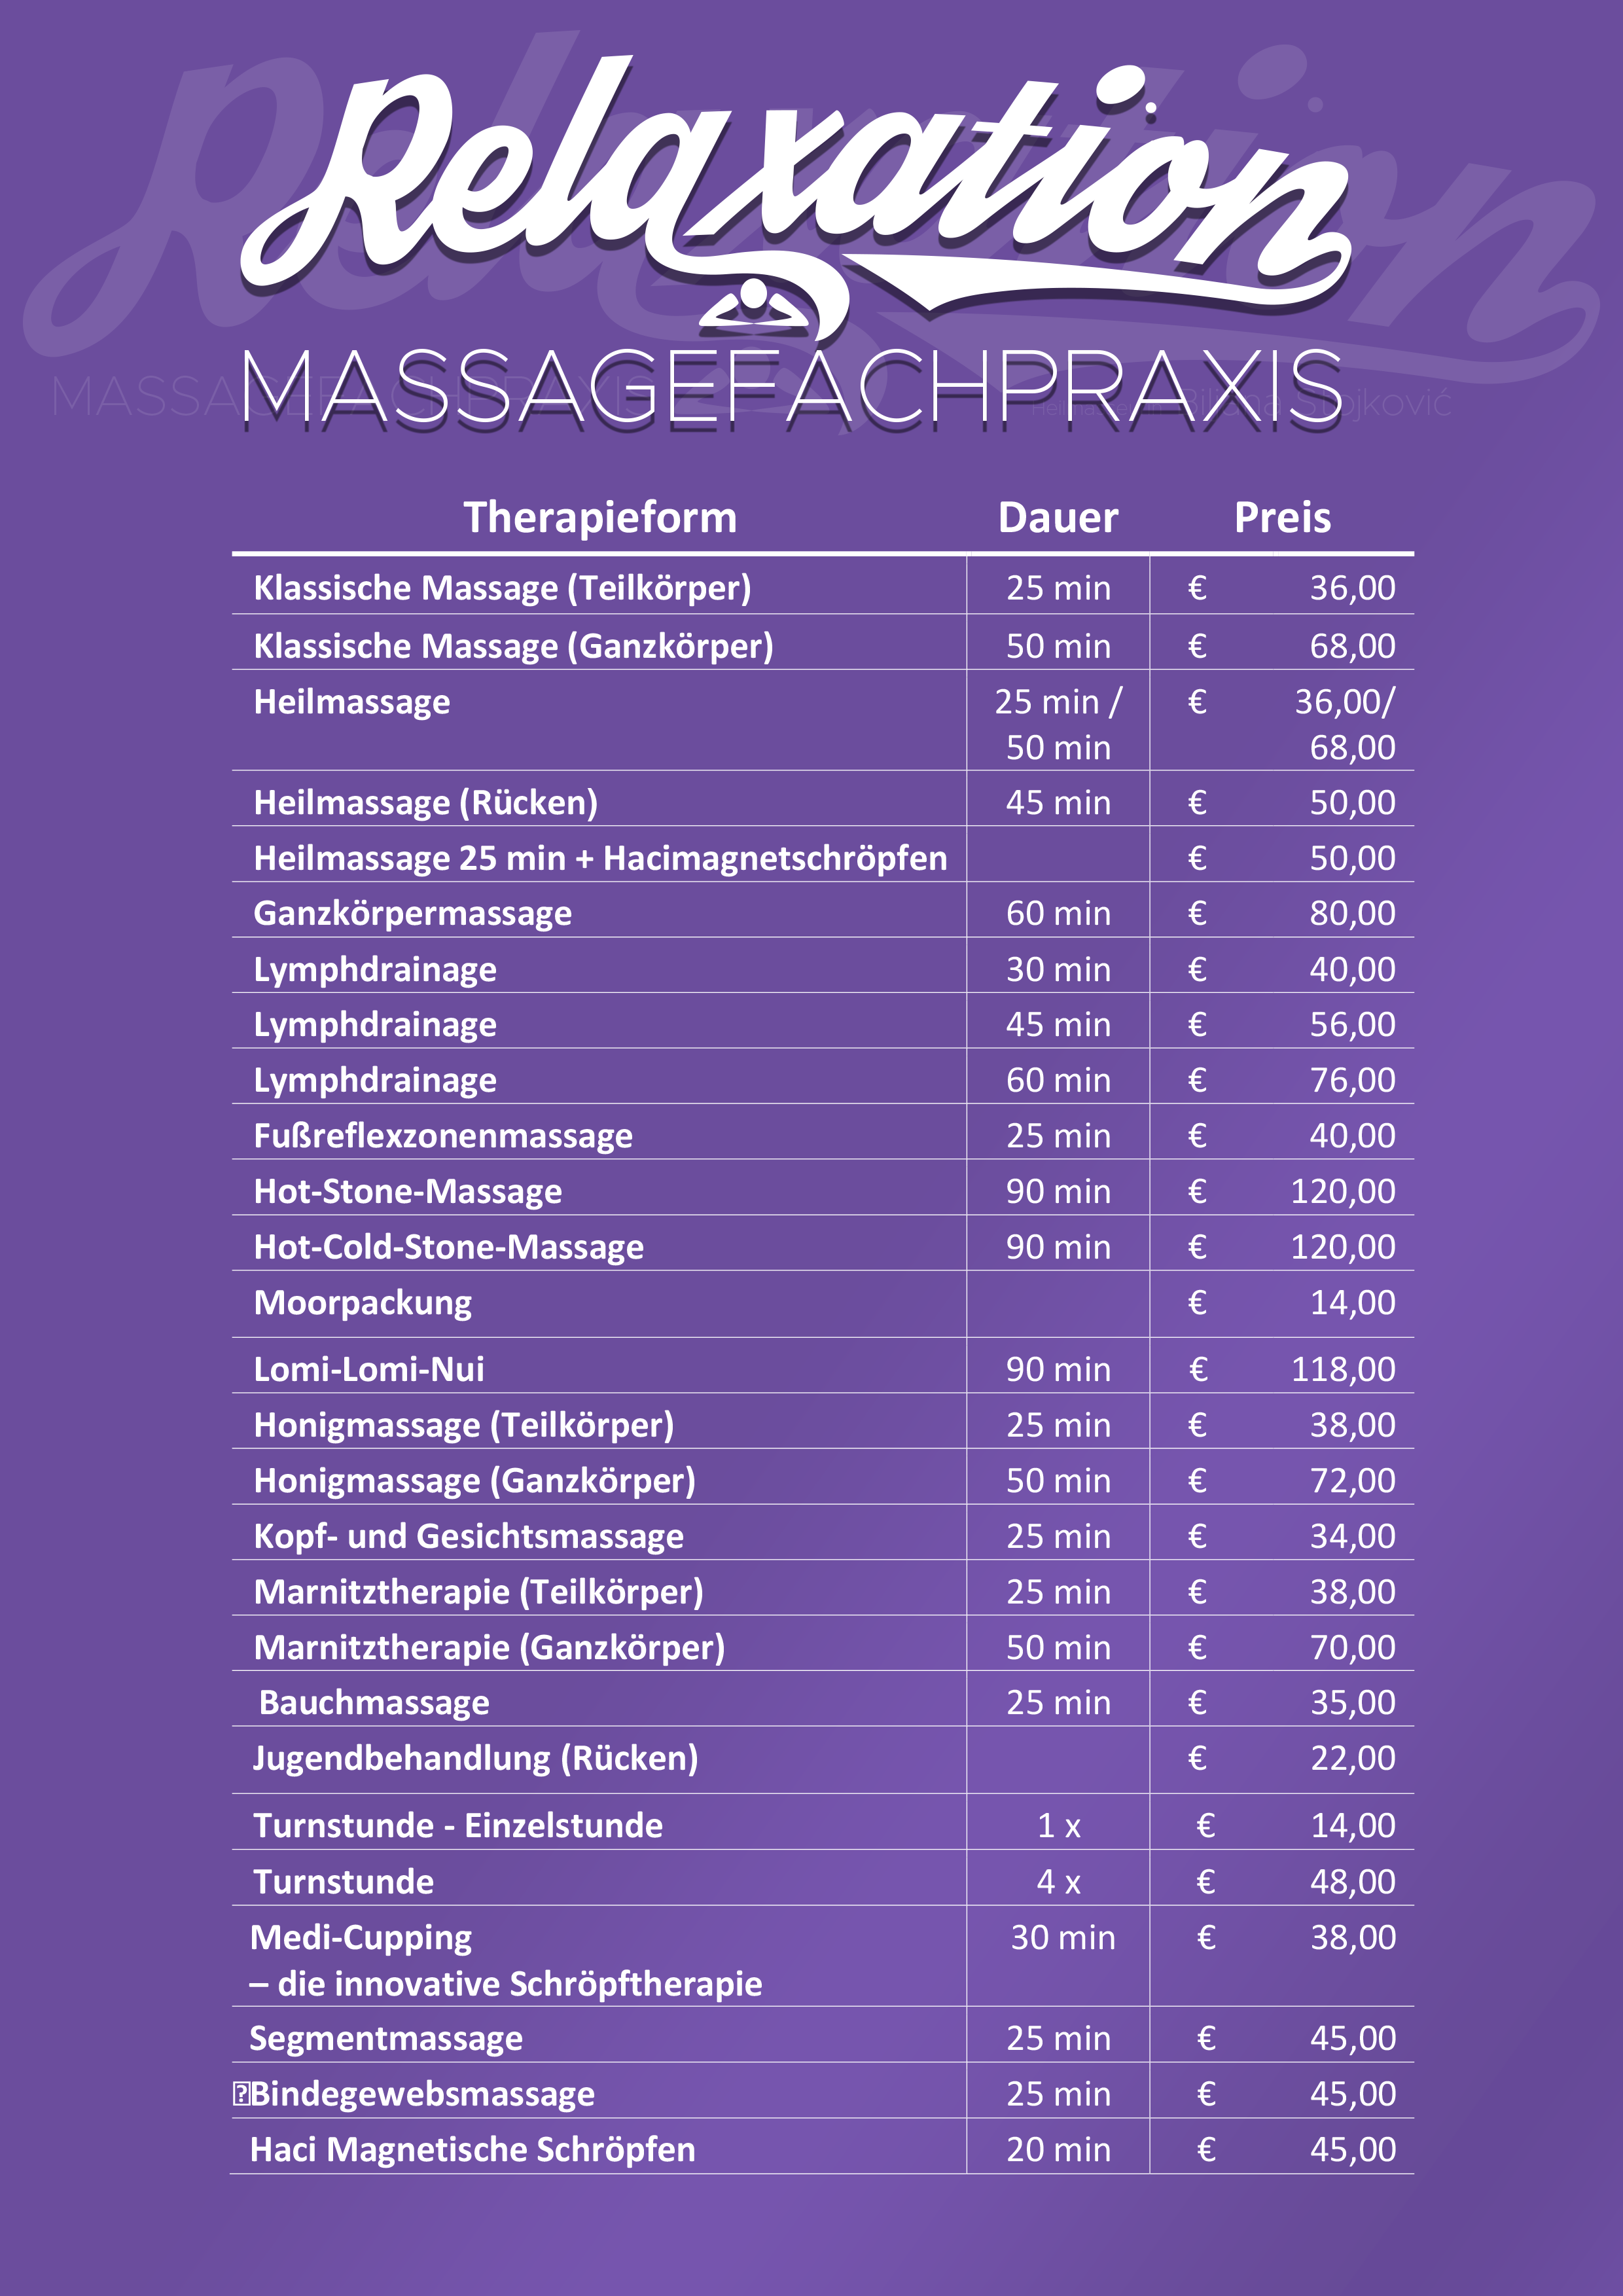 Relaxation
MASSAGEFACHPRAXIS
Therapieform Dauer Preis
Klassische Massage (Teilkörper) 25 min € 36,00
Klassische Massage (Ganzkörper) 50 min € 68,00
Heilmassage 25 min / € 36,00/
50 min 68,00
Heilmassage (Rücken) 45 min € 50,00
Heilmassage 25 min + Hacimagnetschröpfen € 50,00
Ganzkörpermassage 60 min € 80,00
Lymphdrainage 30 min € 40,00
Lymphdrainage 45 min € 56,00
Lymphdrainage 60 min € 76,00
Fußreflexzonenmassage 25 min € 40,00
Hot-Stone-Massage 90 min € 120,00
Hot-Cold-Stone-Massage 90 min € 120,00
Moorpackung € 14,00
Lomi-Lomi-Nui 90 min € 118,00
Honigmassage (Teilkörper) 25 min € 38,00
Honigmassage (Ganzkörper) 50 min € 72,00
Kopf- und Gesichtsmassage 25 min € 34,00
Marnitztherapie (Teilkörper) 25 min € 38,00
Marnitztherapie (Ganzkörper) 50 min € 70,00
Bauchmassage 25 min € 35,00
Jugendbehandlung (Rücken) € 22,00
Turnstunde - Einzelstunde 1 x € 14,00
Turnstunde 4 x € 48,00
Medi-Cupping 30 min € 38,00
– die innovative Schröpftherapie
Segmentmassage 25 min € 45,00
Bindegewebsmassage 25 min € 45,00
Haci Magnetische Schröpfen 20 min € 45,00